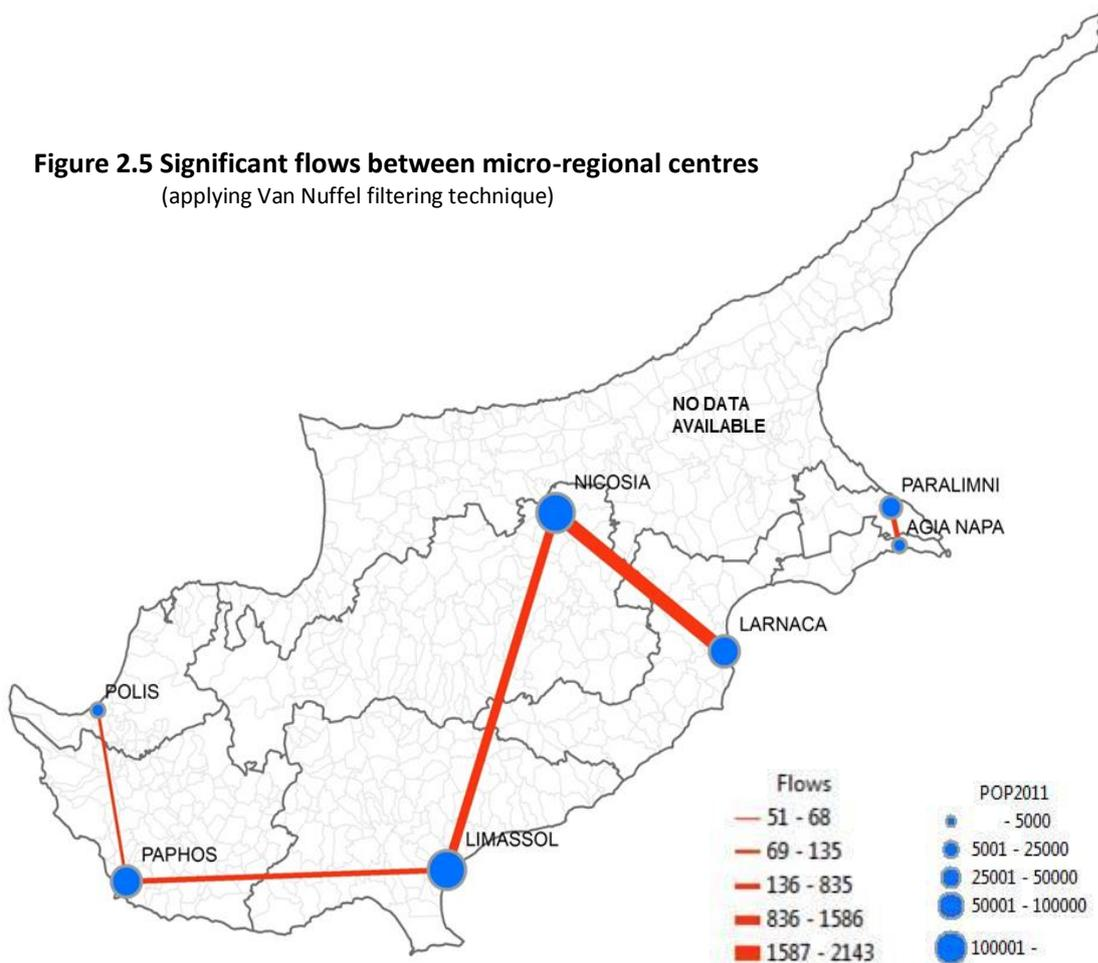 Figure 2.5 Significant flows between micro-regional centres
(applying Van Nuffel filtering technique)
NO DATA
AVAILABLE
NICOSIA
PARALIMNI
AGIA NAPA
LARNACA
POLIS
LIMASSOL
PAPHOS
Flows
51 - 68
69 - 135
136 - 835
836 - 1586
1587 - 2143
POP2011
- 5000
5001 - 25000
25001 - 50000
50001 - 100000
100001 -